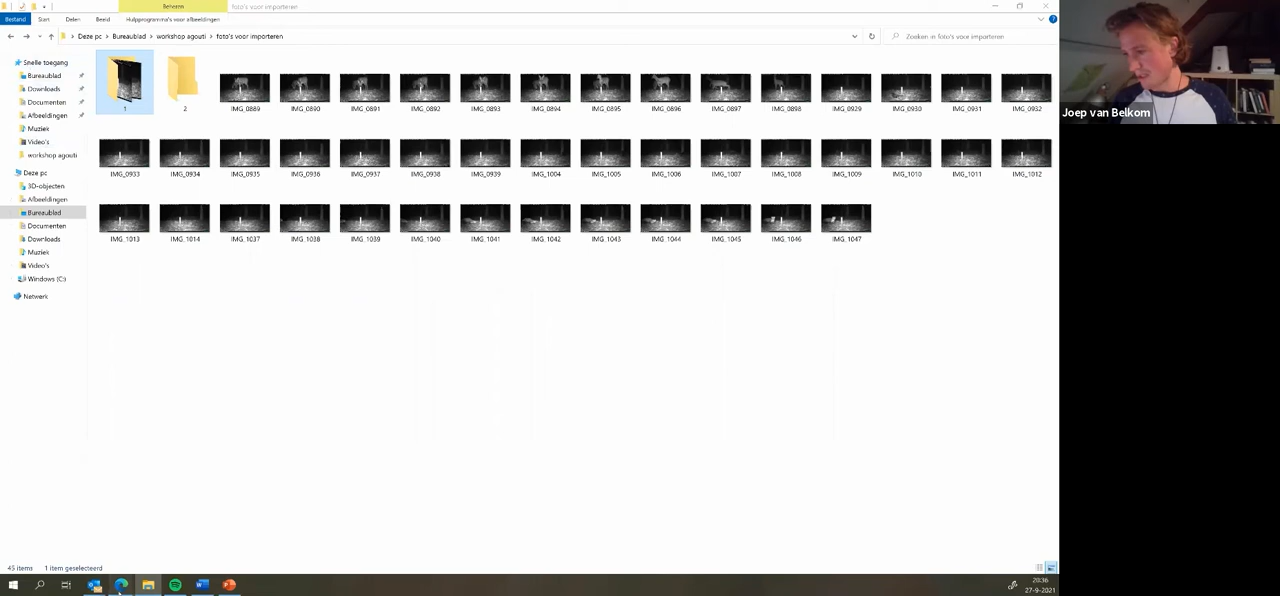 Beheren
foto's voor importeren
Bestand
Start
Delen
Beeld
Hulpprogramma's voor afbeeldingen
Deze pc
Bureaublad
workshop agouti
foto's voor importeren
Zoeken in foto's voor importeren
Snelle toegang
Bureaublad
Downloads
Documenten
Afbeeldingen
Muziek
Video's
workshop agouti
Deze pc
3D-objecten
Afbeeldingen
Bureaublad
Documenten
Downloads
Muziek
Video's
Windows (C:)
Netwerk
1
2
IMG_0889
IMG_0890
IMG_0891
IMG_0892
IMG_0893
IMG_0894
IMG_0895
IMG_0896
IMG_0897
IMG_0898
IMG_0929
IMG_0930
IMG_0931
IMG_0932
IMG_0933
IMG_0934
IMG_0935
IMG_0936
IMG_0937
IMG_0938
IMG_0939
IMG_1004
IMG_1005
IMG_1006
IMG_1007
IMG_1008
IMG_1009
IMG_1010
IMG_1011
IMG_1012
IMG_1013
IMG_1014
IMG_1037
IMG_1038
IMG_1039
IMG_1040
IMG_1041
IMG_1042
IMG_1043
IMG_1044
IMG_1045
IMG_1046
IMG_1047
Joep van Belkom
45 items
1 item geselecteerd
20:36
27-9-2021